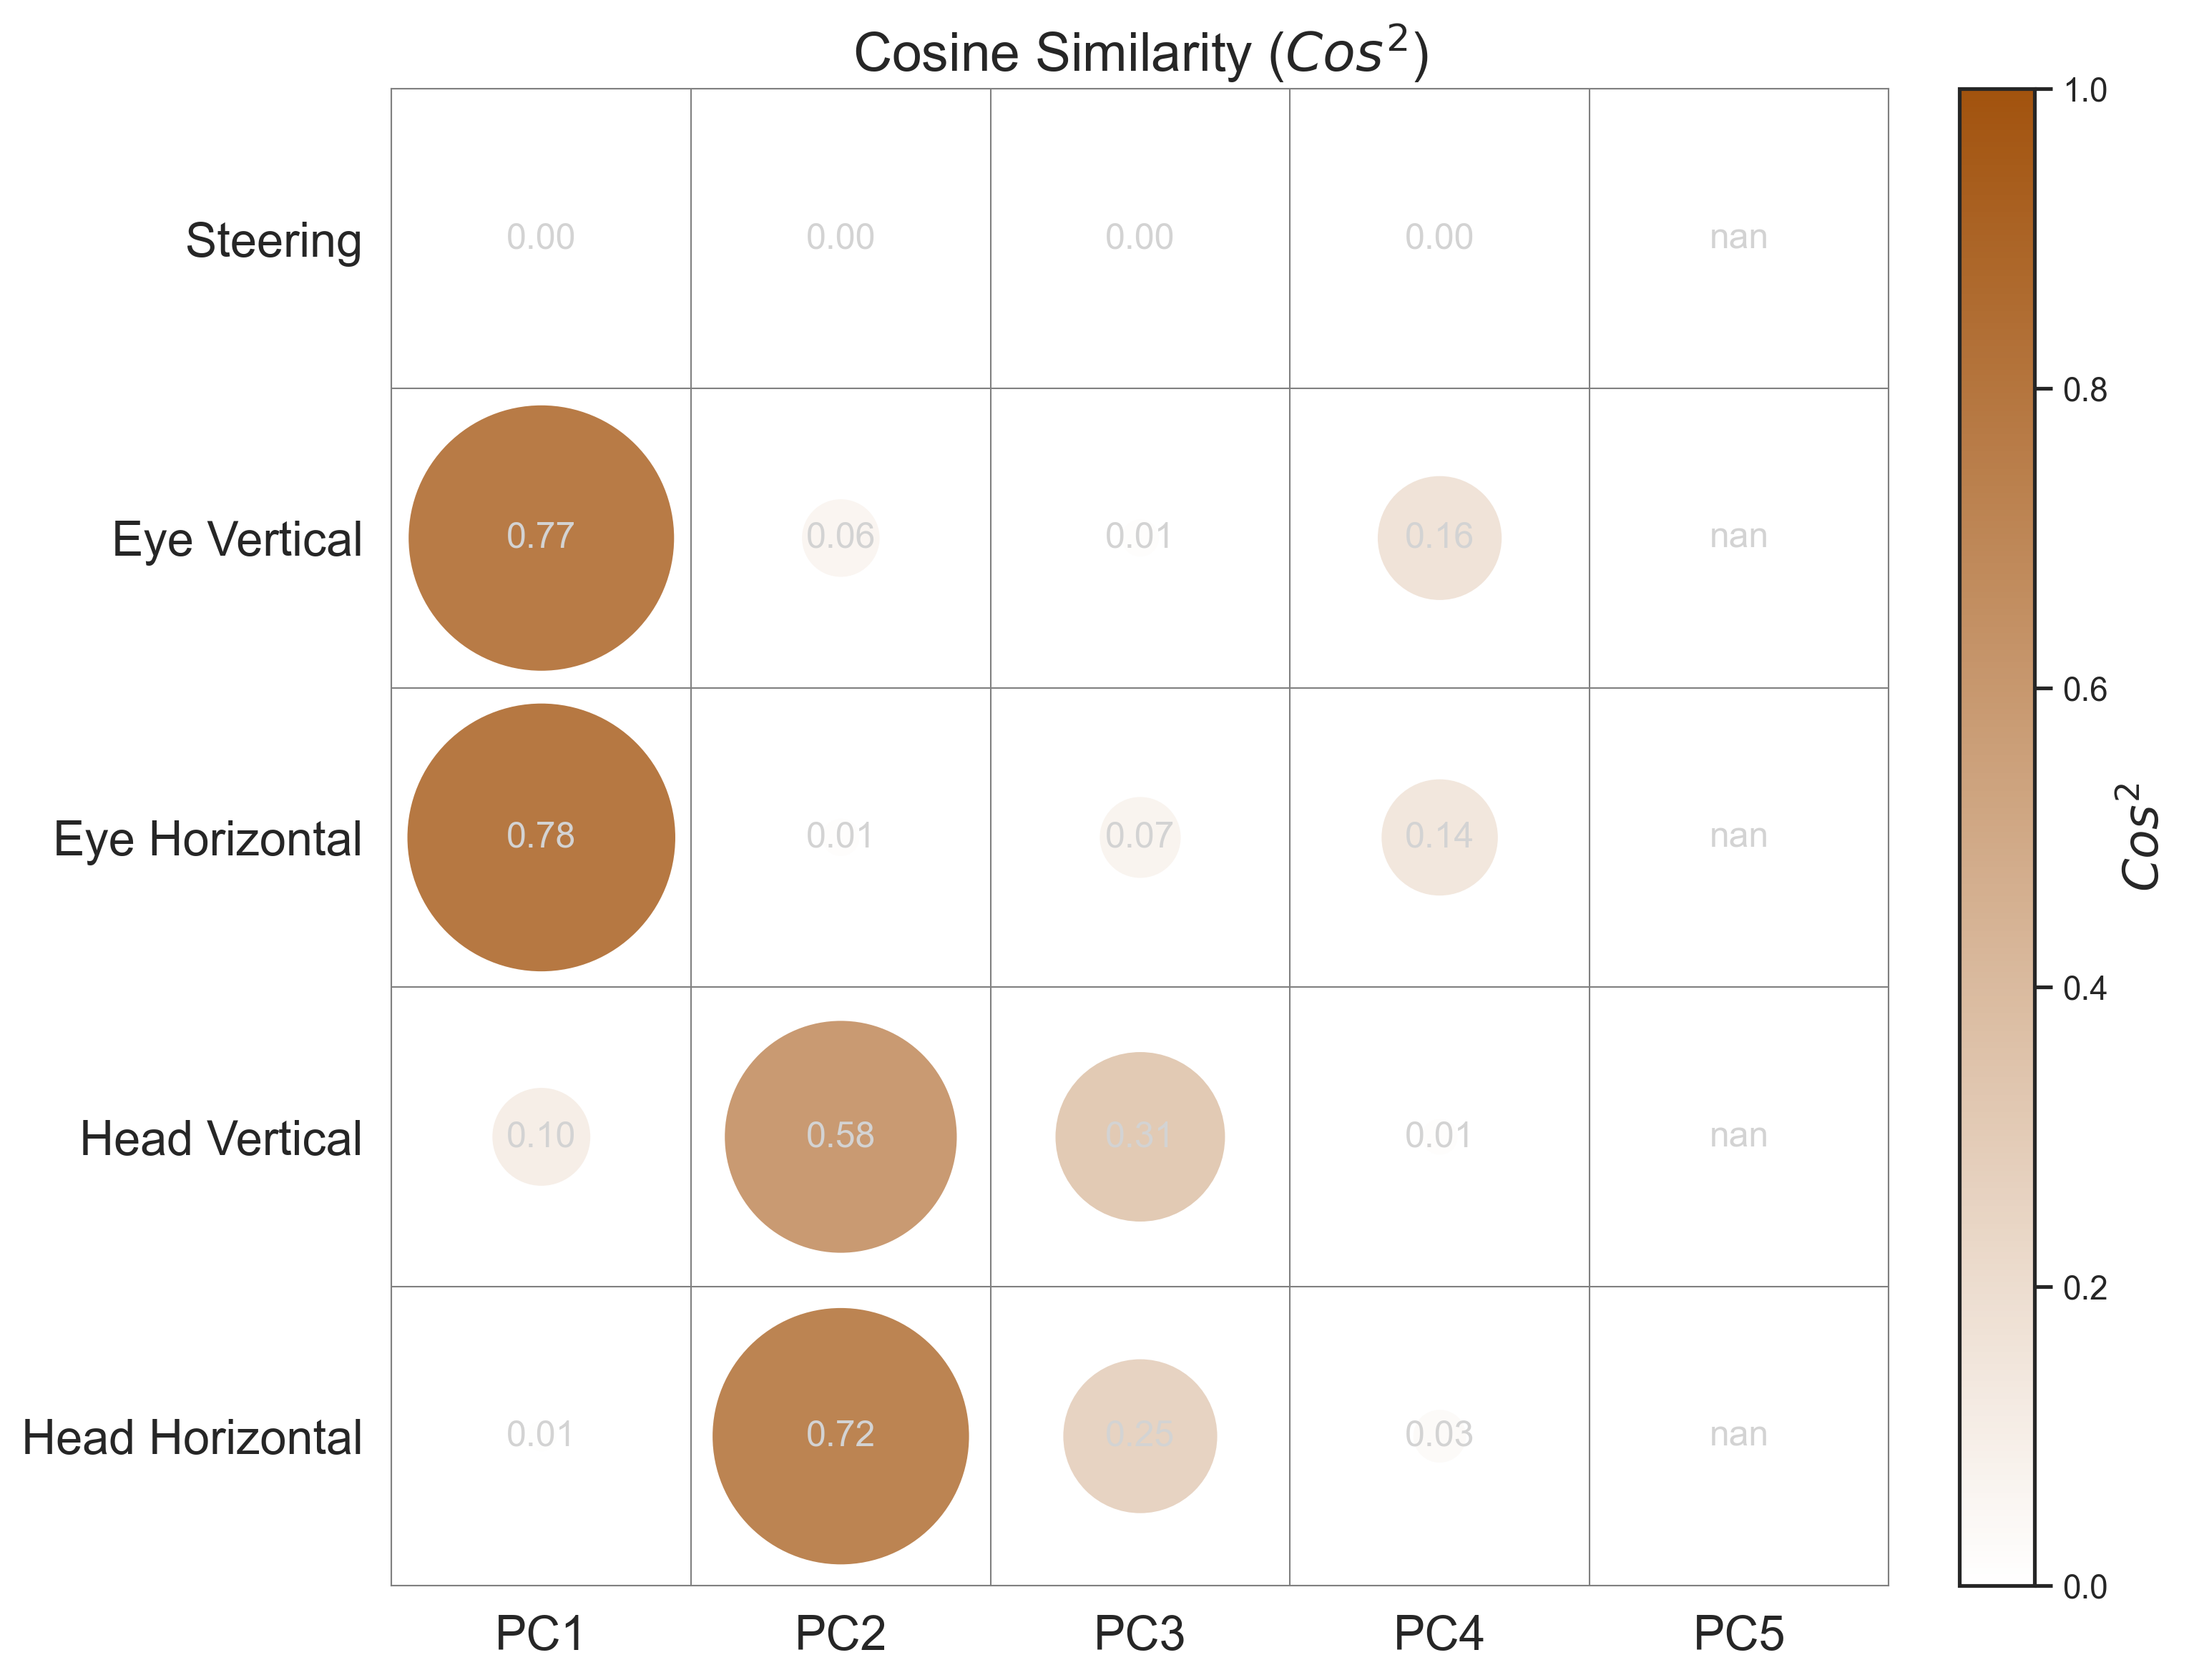 Cosine Similarity (Cos²)
Steering 0.00 0.00 0.00 0.00 nan
Eye Vertical 0.77 0.06 0.01 0.16 nan
Eye Horizontal 0.78 0.01 0.07 0.14 nan
Head Vertical 0.10 0.58 0.31 0.01 nan
Head Horizontal 0.01 0.72 0.25 0.03 nan
PC1 PC2 PC3 PC4 PC5
1.0
0.8
0.6
0.4
0.2
0.0
Cos²